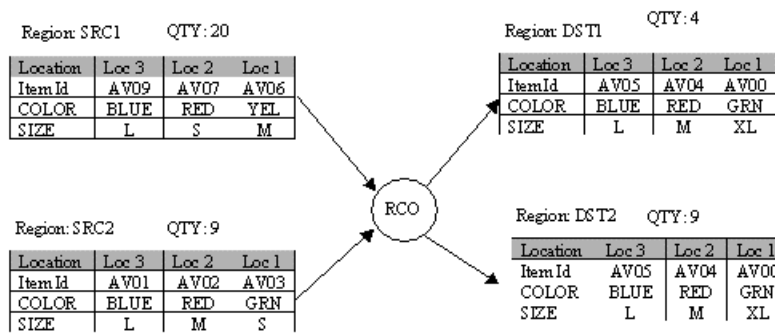 Region: SRC1 QTY: 20
Location Loc 3 Loc 2 Loc 1
Item Id AV09 AV07 AV06
COLOR BLUE RED YEL
SIZE L S M
Region: DST1 QTY: 4
Location Loc 3 Loc 2 Loc 1
Item Id AV05 AV04 AV00
COLOR BLUE RED GRN
SIZE L M XL
RCO
Region: SRC2 QTY: 9
Location Loc 3 Loc 2 Loc 1
Item Id AV01 AV02 AV03
COLOR BLUE RED GRN
SIZE L M S
Region: DST2 QTY: 9
Location Loc 3 Loc 2 Loc 1
Item Id AV05 AV04 AV00
COLOR BLUE RED GRN
SIZE L M XL